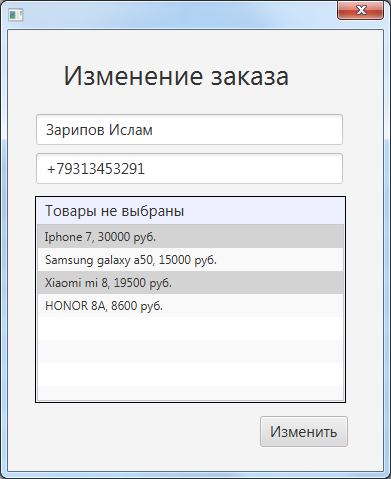 Изменение заказа
Зарипов Ислам
+79313453291
Товары не выбраны
Iphone 7, 30000 руб.
Samsung galaxy a50, 15000 руб.
Xiaomi mi 8, 19500 руб.
HONOR 8A, 8600 руб.
Изменить